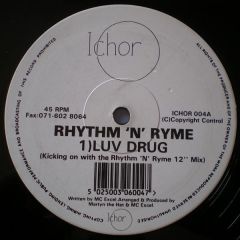 Ichor
45 RPM
Fax:071-602 8064
ICHOR 004A
(C)Copyright Control
RHYTHM 'N' RYME
1)LUV DRUG
(Kicking on with the Rhythm 'N' Ryme 12'' Mix)
5 025003 060047
Written by MC Excel Arranged & Produced by
Martyn the Hat & MC Excel